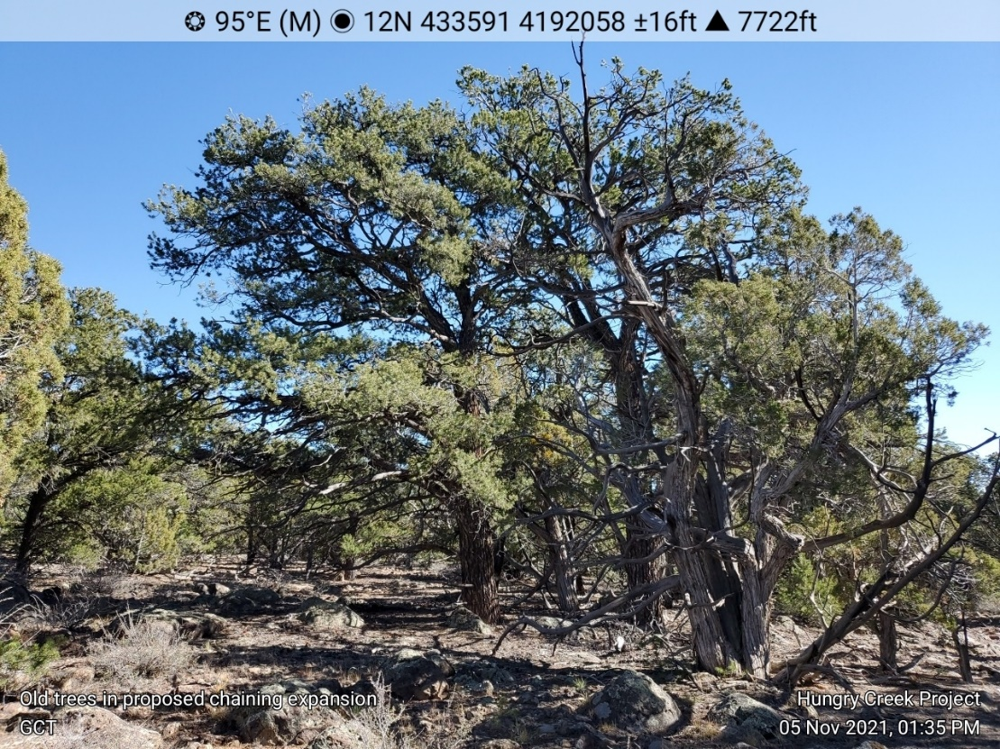 95°E (M) 12N 433591 4192058 ±16ft ▲ 7722ft
Old trees in proposed chaining expansion
GCT
Hungry Creek Project
05 Nov 2021, 01:35 PM